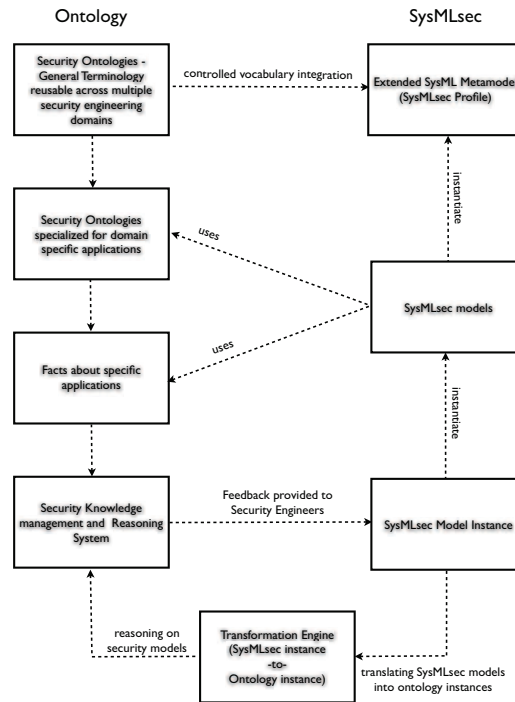 Ontology
SysMLsec
Security Ontologies -
General Terminology
reusable across multiple
security engineering
domains
controlled vocabulary integration
Extended SysML Metamodel
(SysMLsec Profile)
instantiate
Security Ontologies
specialized for domain
specific applications
uses
SysMLsec models
uses
Facts about specific
applications
instantiate
Security Knowledge
management and Reasoning
System
Feedback provided to
Security Engineers
SysMLsec Model Instance
reasoning on
security models
Transformation Engine
(SysMLsec instance
-to-
Ontology instance)
translating SysMLsec models
into ontology instances